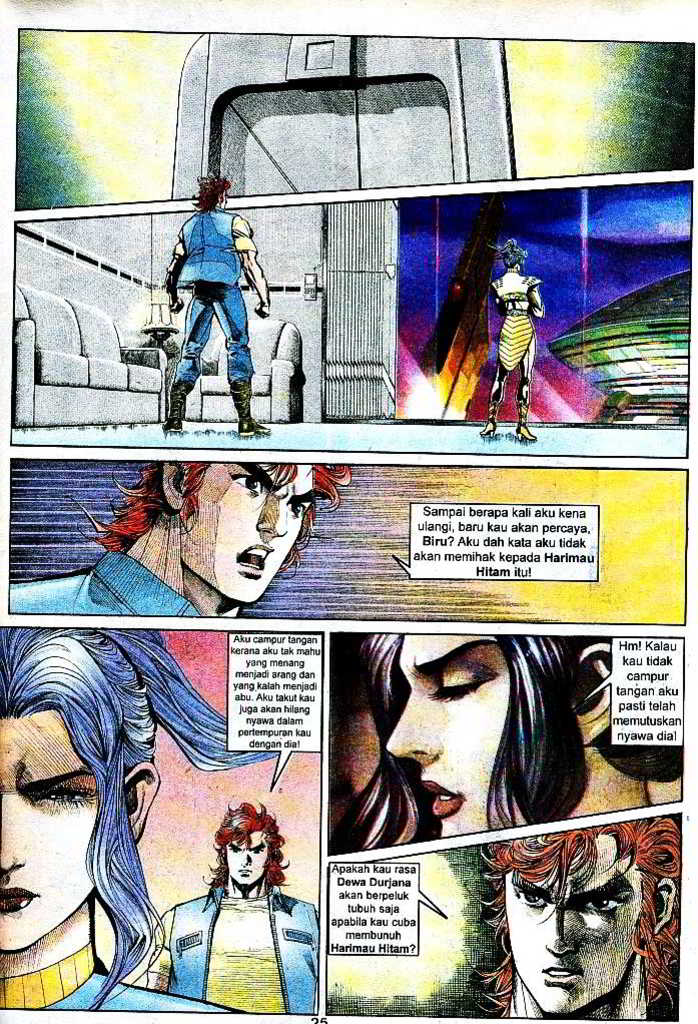 Sampai berapa kali aku kena
ulangi, baru kau akan percaya,
Biru? Aku dah kata aku tidak
akan memihak kepada Harimau
Hitam itu!
Aku campur tangan
kerana aku tak mahu
yang menang
menjadi arang dan
yang kalah menjadi
abu. Aku takut kau
juga akan hilang
nyawa dalam
pertempuran kau
dengan dia!
Hm! Kalau
kau tidak
campur
tangan aku
pasti telah
memutuskan
nyawa dia!
Apakah kau rasa
Dewa Durjana
akan berpeluk
tubuh saja
apabila kau cuba
membunuh
Harimau Hitam?
25